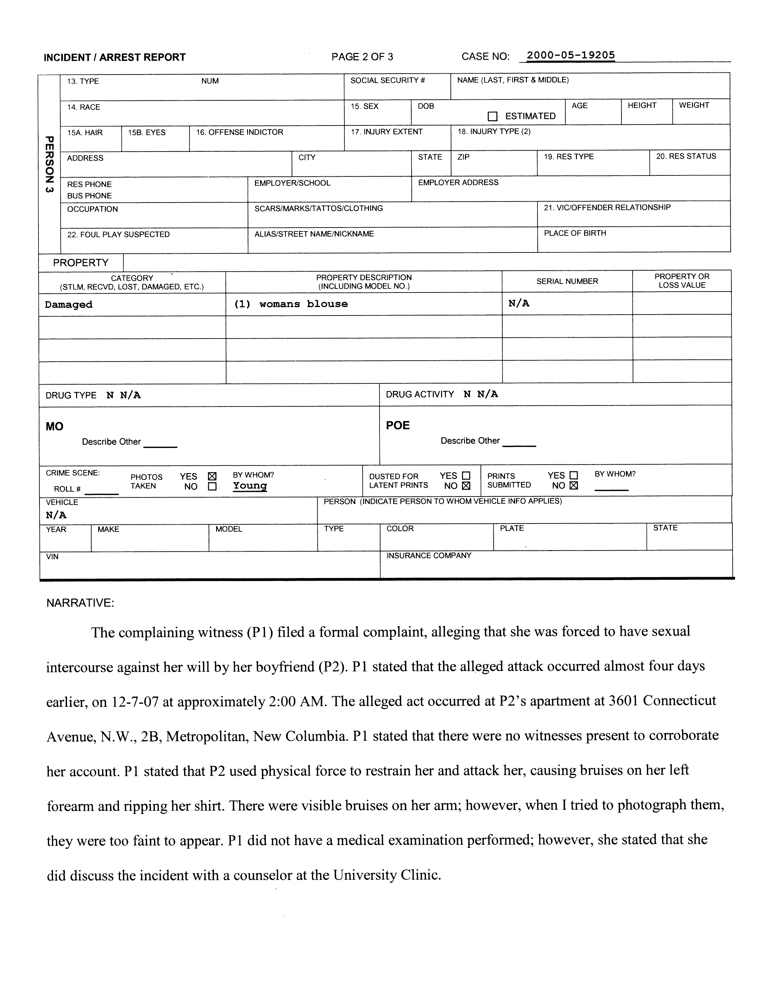 INCIDENT / ARREST REPORT PAGE 2 OF 3 CASE NO: 2000-05-19205
PERSON 3
13. TYPE NUM SOCIAL SECURITY # NAME (LAST, FIRST & MIDDLE)
14. RACE 15. SEX DOB ☐ ESTIMATED AGE HEIGHT WEIGHT
15A. HAIR 15B. EYES 16. OFFENSE INDICTOR 17. INJURY EXTENT 18. INJURY TYPE (2)
ADDRESS CITY STATE ZIP 19. RES TYPE 20. RES STATUS
RES PHONE EMPLOYER/SCHOOL EMPLOYER ADDRESS
BUS PHONE
OCCUPATION SCARS/MARKS/TATTOS/CLOTHING 21. VIC/OFFENDER RELATIONSHIP
22. FOUL PLAY SUSPECTED ALIAS/STREET NAME/NICKNAME PLACE OF BIRTH
PROPERTY
CATEGORY PROPERTY DESCRIPTION SERIAL NUMBER PROPERTY OR
(STLM, RECVD, LOST, DAMAGED, ETC.) (INCLUDING MODEL NO.) LOSS VALUE
Damaged (1) womans blouse N/A
DRUG TYPE N N/A DRUG ACTIVITY N N/A
MO POE
Describe Other Describe Other
CRIME SCENE: PHOTOS YES ☒ BY WHOM? DUSTED FOR YES ☐ PRINTS YES ☐ BY WHOM?
ROLL # TAKEN NO ☐ Young LATENT PRINTS NO ☒ SUBMITTED NO ☒
VEHICLE PERSON (INDICATE PERSON TO WHOM VEHICLE INFO APPLIES)
N/A
YEAR MAKE MODEL TYPE COLOR PLATE STATE
VIN INSURANCE COMPANY
NARRATIVE:
The complaining witness (P1) filed a formal complaint, alleging that she was forced to have sexual
intercourse against her will by her boyfriend (P2). P1 stated that the alleged attack occurred almost four days
earlier, on 12-7-07 at approximately 2:00 AM. The alleged act occurred at P2's apartment at 3601 Connecticut
Avenue, N.W., 2B, Metropolitan, New Columbia. P1 stated that there were no witnesses present to corroborate
her account. P1 stated that P2 used physical force to restrain her and attack her, causing bruises on her left
forearm and ripping her shirt. There were visible bruises on her arm; however, when I tried to photograph them,
they were too faint to appear. P1 did not have a medical examination performed; however, she stated that she
did discuss the incident with a counselor at the University Clinic.